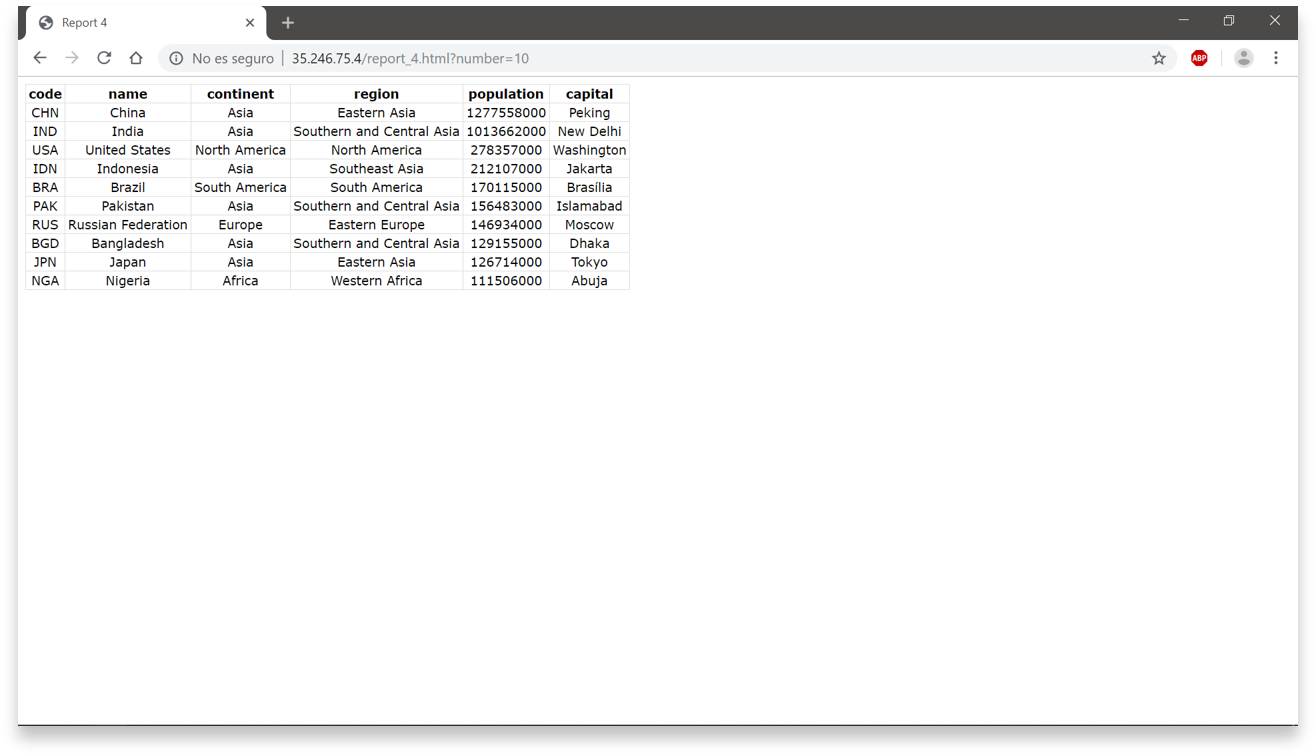 Report 4
No es seguro | 35.246.75.4/report_4.html?number=10 ABP
code name continent region population capital
CHN China Asia Eastern Asia 1277558000 Peking
IND India Asia Southern and Central Asia 1013662000 New Delhi
USA United States North America North America 278357000 Washington
IDN Indonesia Asia Southeast Asia 212107000 Jakarta
BRA Brazil South America South America 170115000 Brasília
PAK Pakistan Asia Southern and Central Asia 156483000 Islamabad
RUS Russian Federation Europe Eastern Europe 146934000 Moscow
BGD Bangladesh Asia Southern and Central Asia 129155000 Dhaka
JPN Japan Asia Eastern Asia 126714000 Tokyo
NGA Nigeria Africa Western Africa 111506000 Abuja